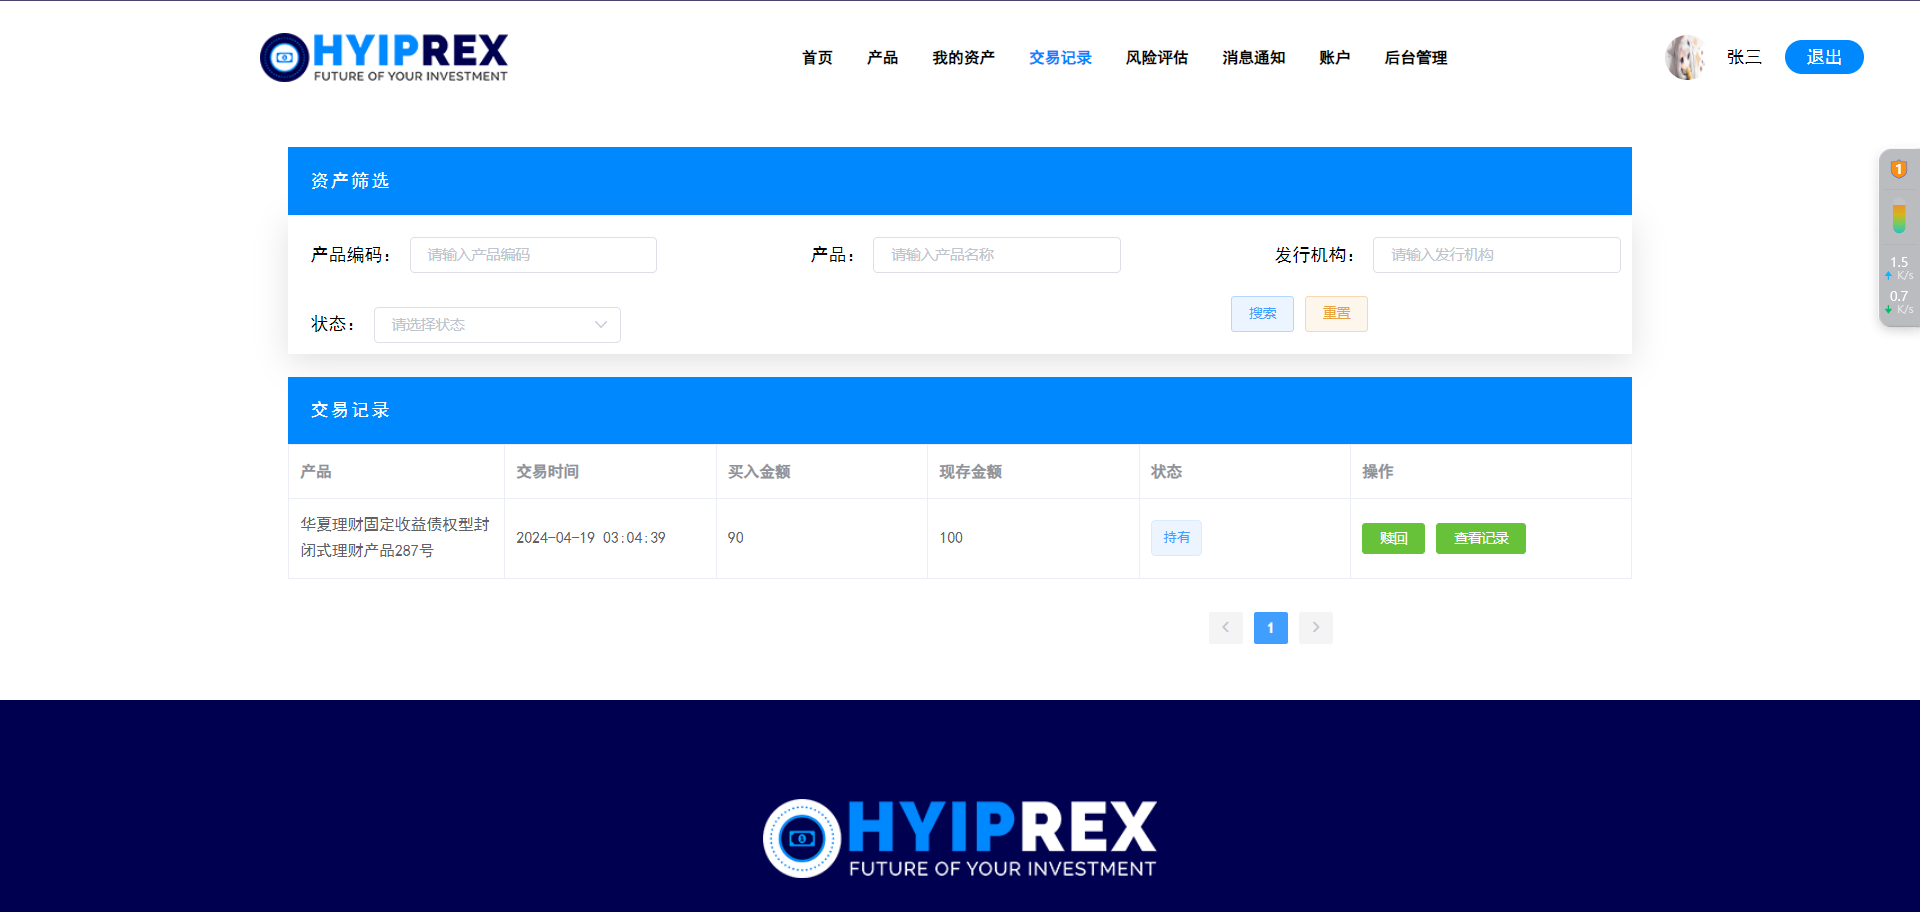 HYIPREX
FUTURE OF YOUR INVESTMENT
首页 产品 我的资产 交易记录 风险评估 消息通知 账户 后台管理
张三 退出
资产筛选
产品编码： 请输入产品编码 产品： 请输入产品名称 发行机构： 请输入发行机构
状态： 请选择状态 搜索 重置
交易记录
产品 交易时间 买入金额 现存金额 状态 操作
华夏理财固定收益债权型封
闭式理财产品287号
2024-04-19 03:04:39 90 100 持有 赎回 查看记录
1
HYIPREX
FUTURE OF YOUR INVESTMENT
1
1.5
K/s
0.7
K/s